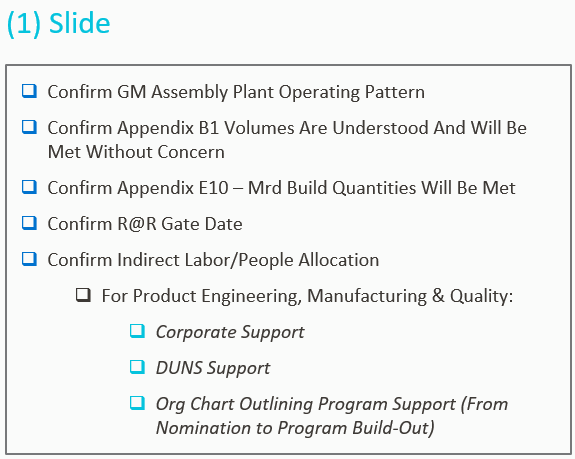 (1) Slide
Confirm GM Assembly Plant Operating Pattern
Confirm Appendix B1 Volumes Are Understood And Will Be
Met Without Concern
Confirm Appendix E10 – Mrd Build Quantities Will Be Met
Confirm R@R Gate Date
Confirm Indirect Labor/People Allocation
For Product Engineering, Manufacturing & Quality:
Corporate Support
DUNS Support
Org Chart Outlining Program Support (From
Nomination to Program Build-Out)